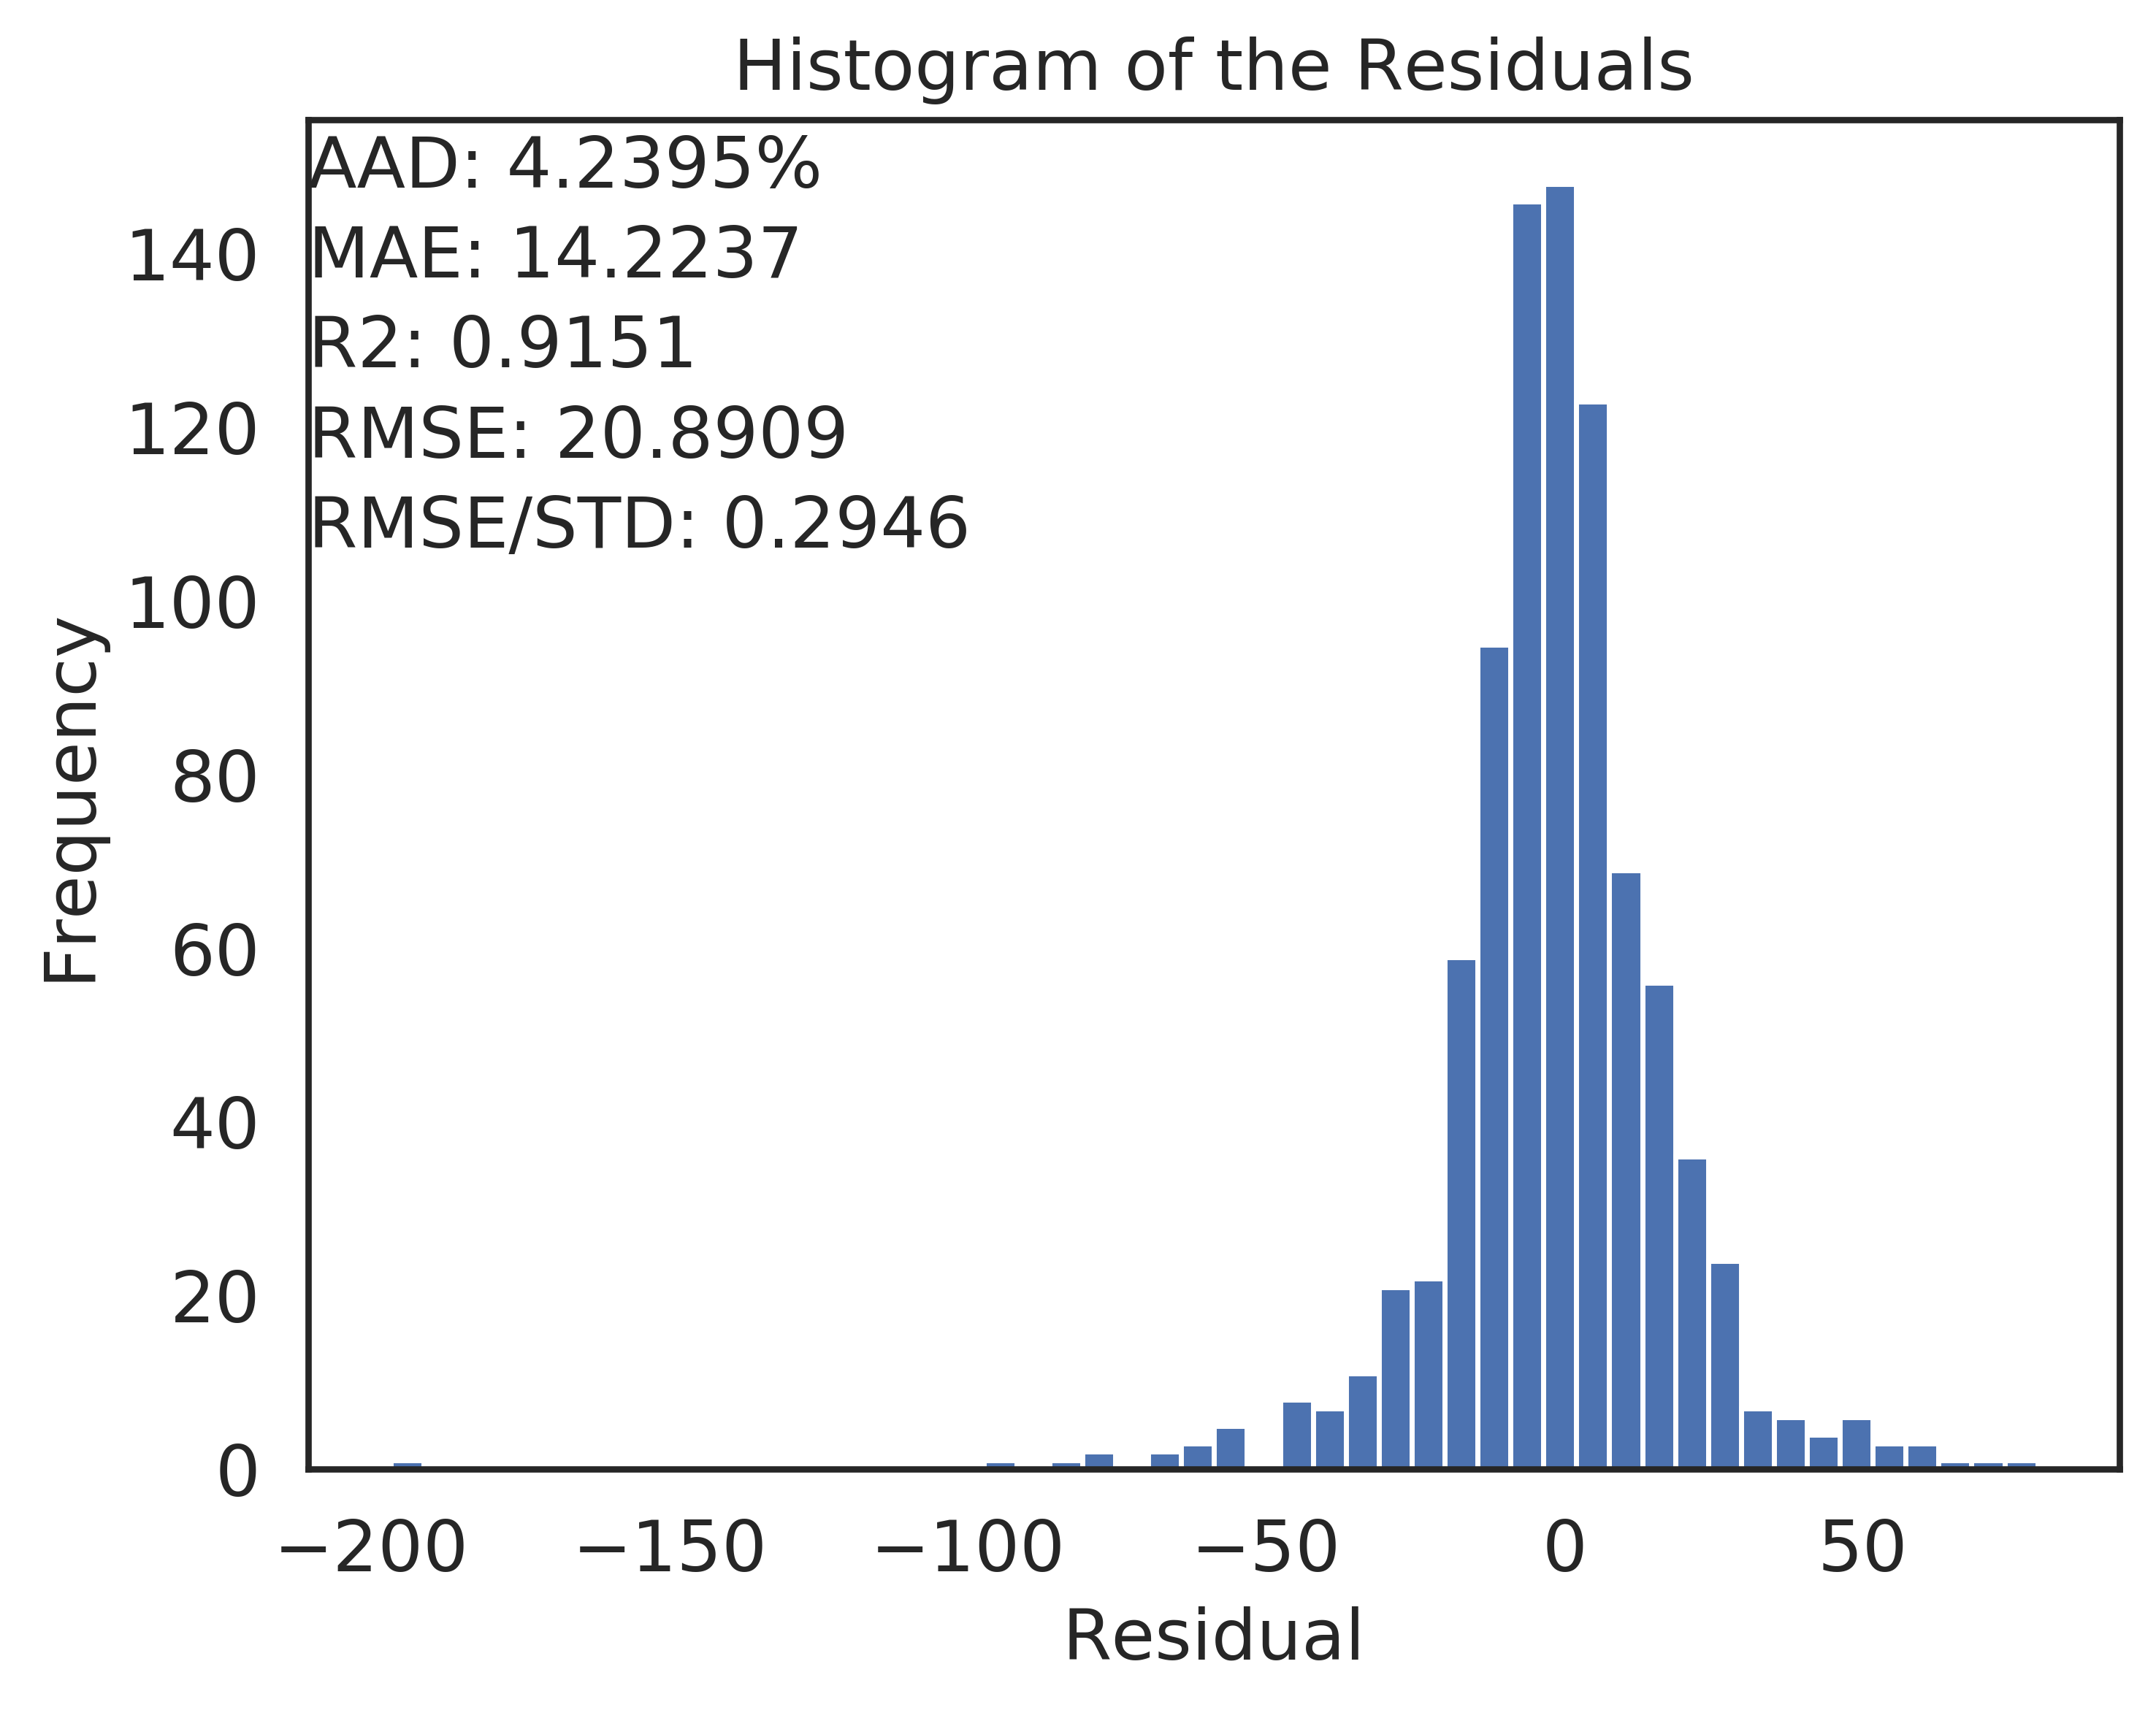 Histogram of the Residuals
AAD: 4.2395%
MAE: 14.2237
R2: 0.9151
RMSE: 20.8909
RMSE/STD: 0.2946
Frequency
140
120
100
80
60
40
20
0
−200 −150 −100 −50 0 50
Residual